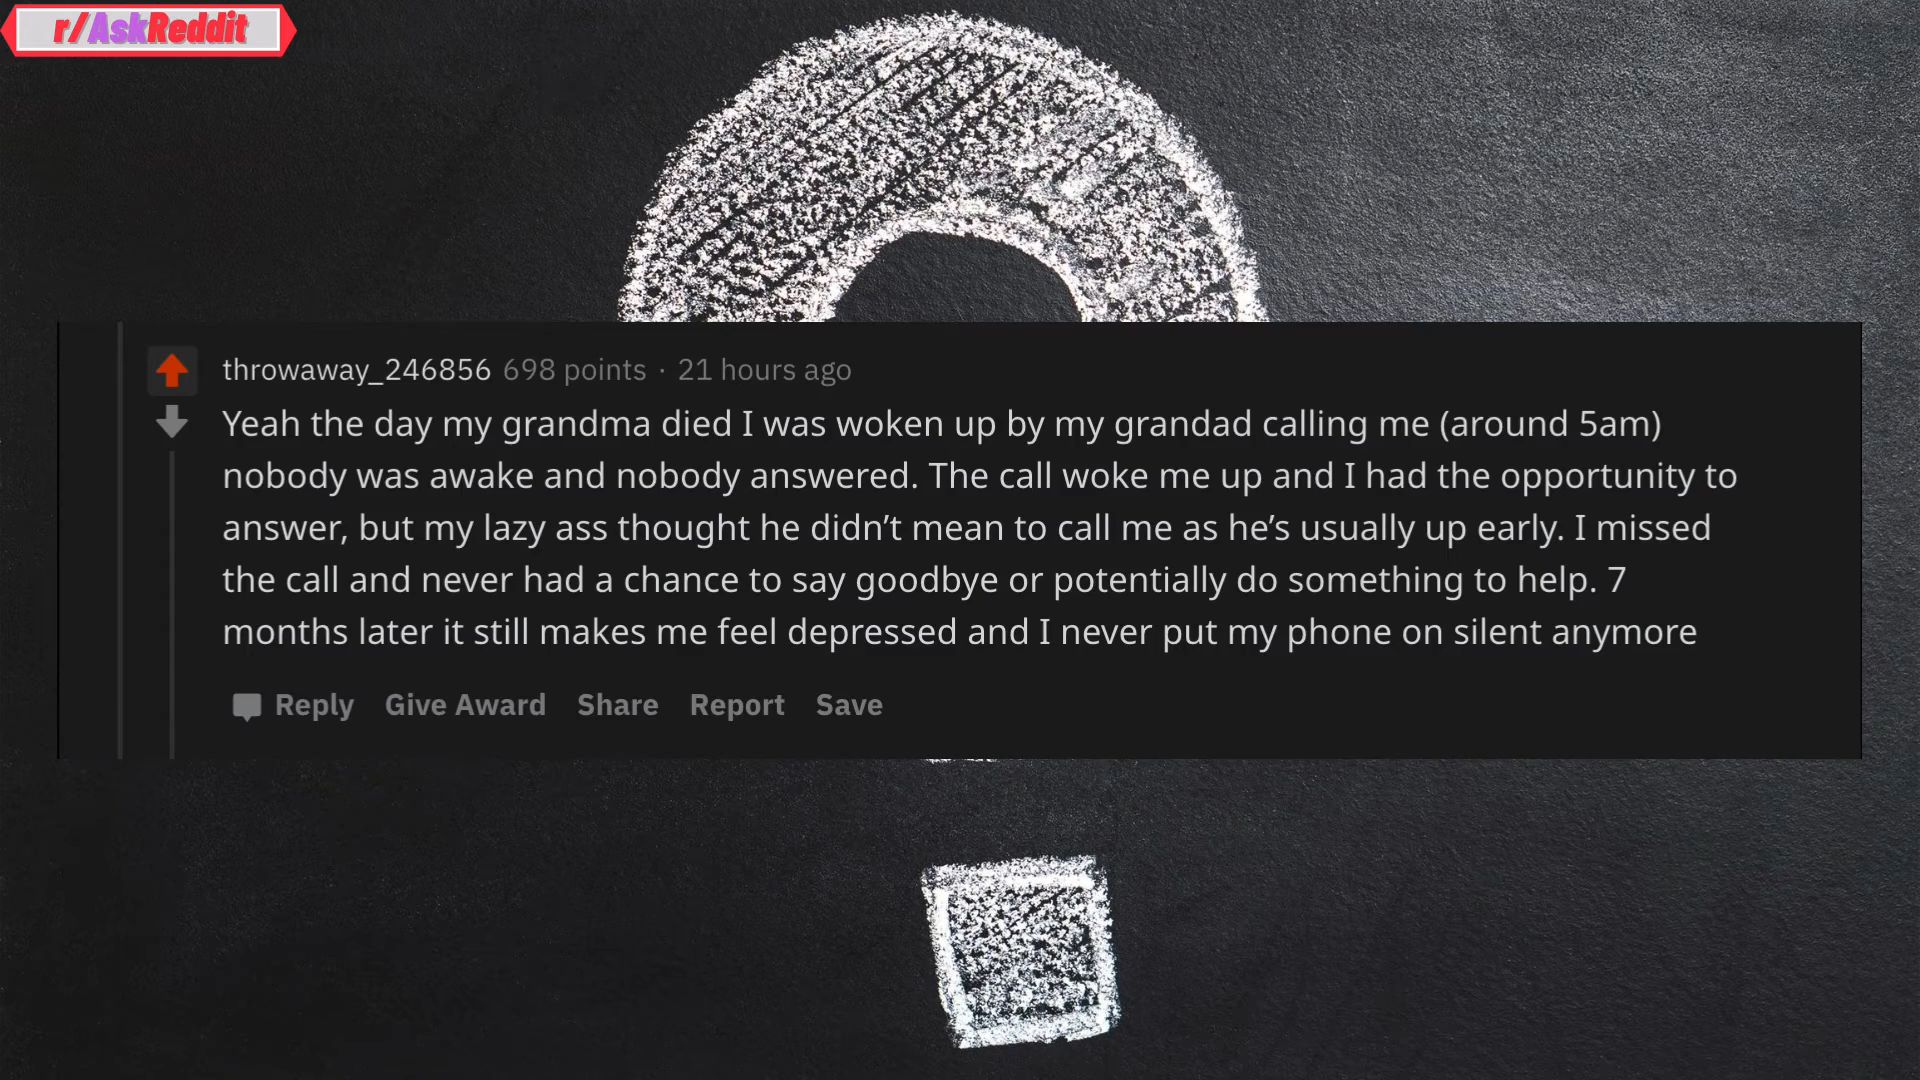 r/AskReddit
throwaway_246856 698 points · 21 hours ago
Yeah the day my grandma died I was woken up by my grandad calling me (around 5am)
nobody was awake and nobody answered. The call woke me up and I had the opportunity to
answer, but my lazy ass thought he didn’t mean to call me as he’s usually up early. I missed
the call and never had a chance to say goodbye or potentially do something to help. 7
months later it still makes me feel depressed and I never put my phone on silent anymore
Reply Give Award Share Report Save